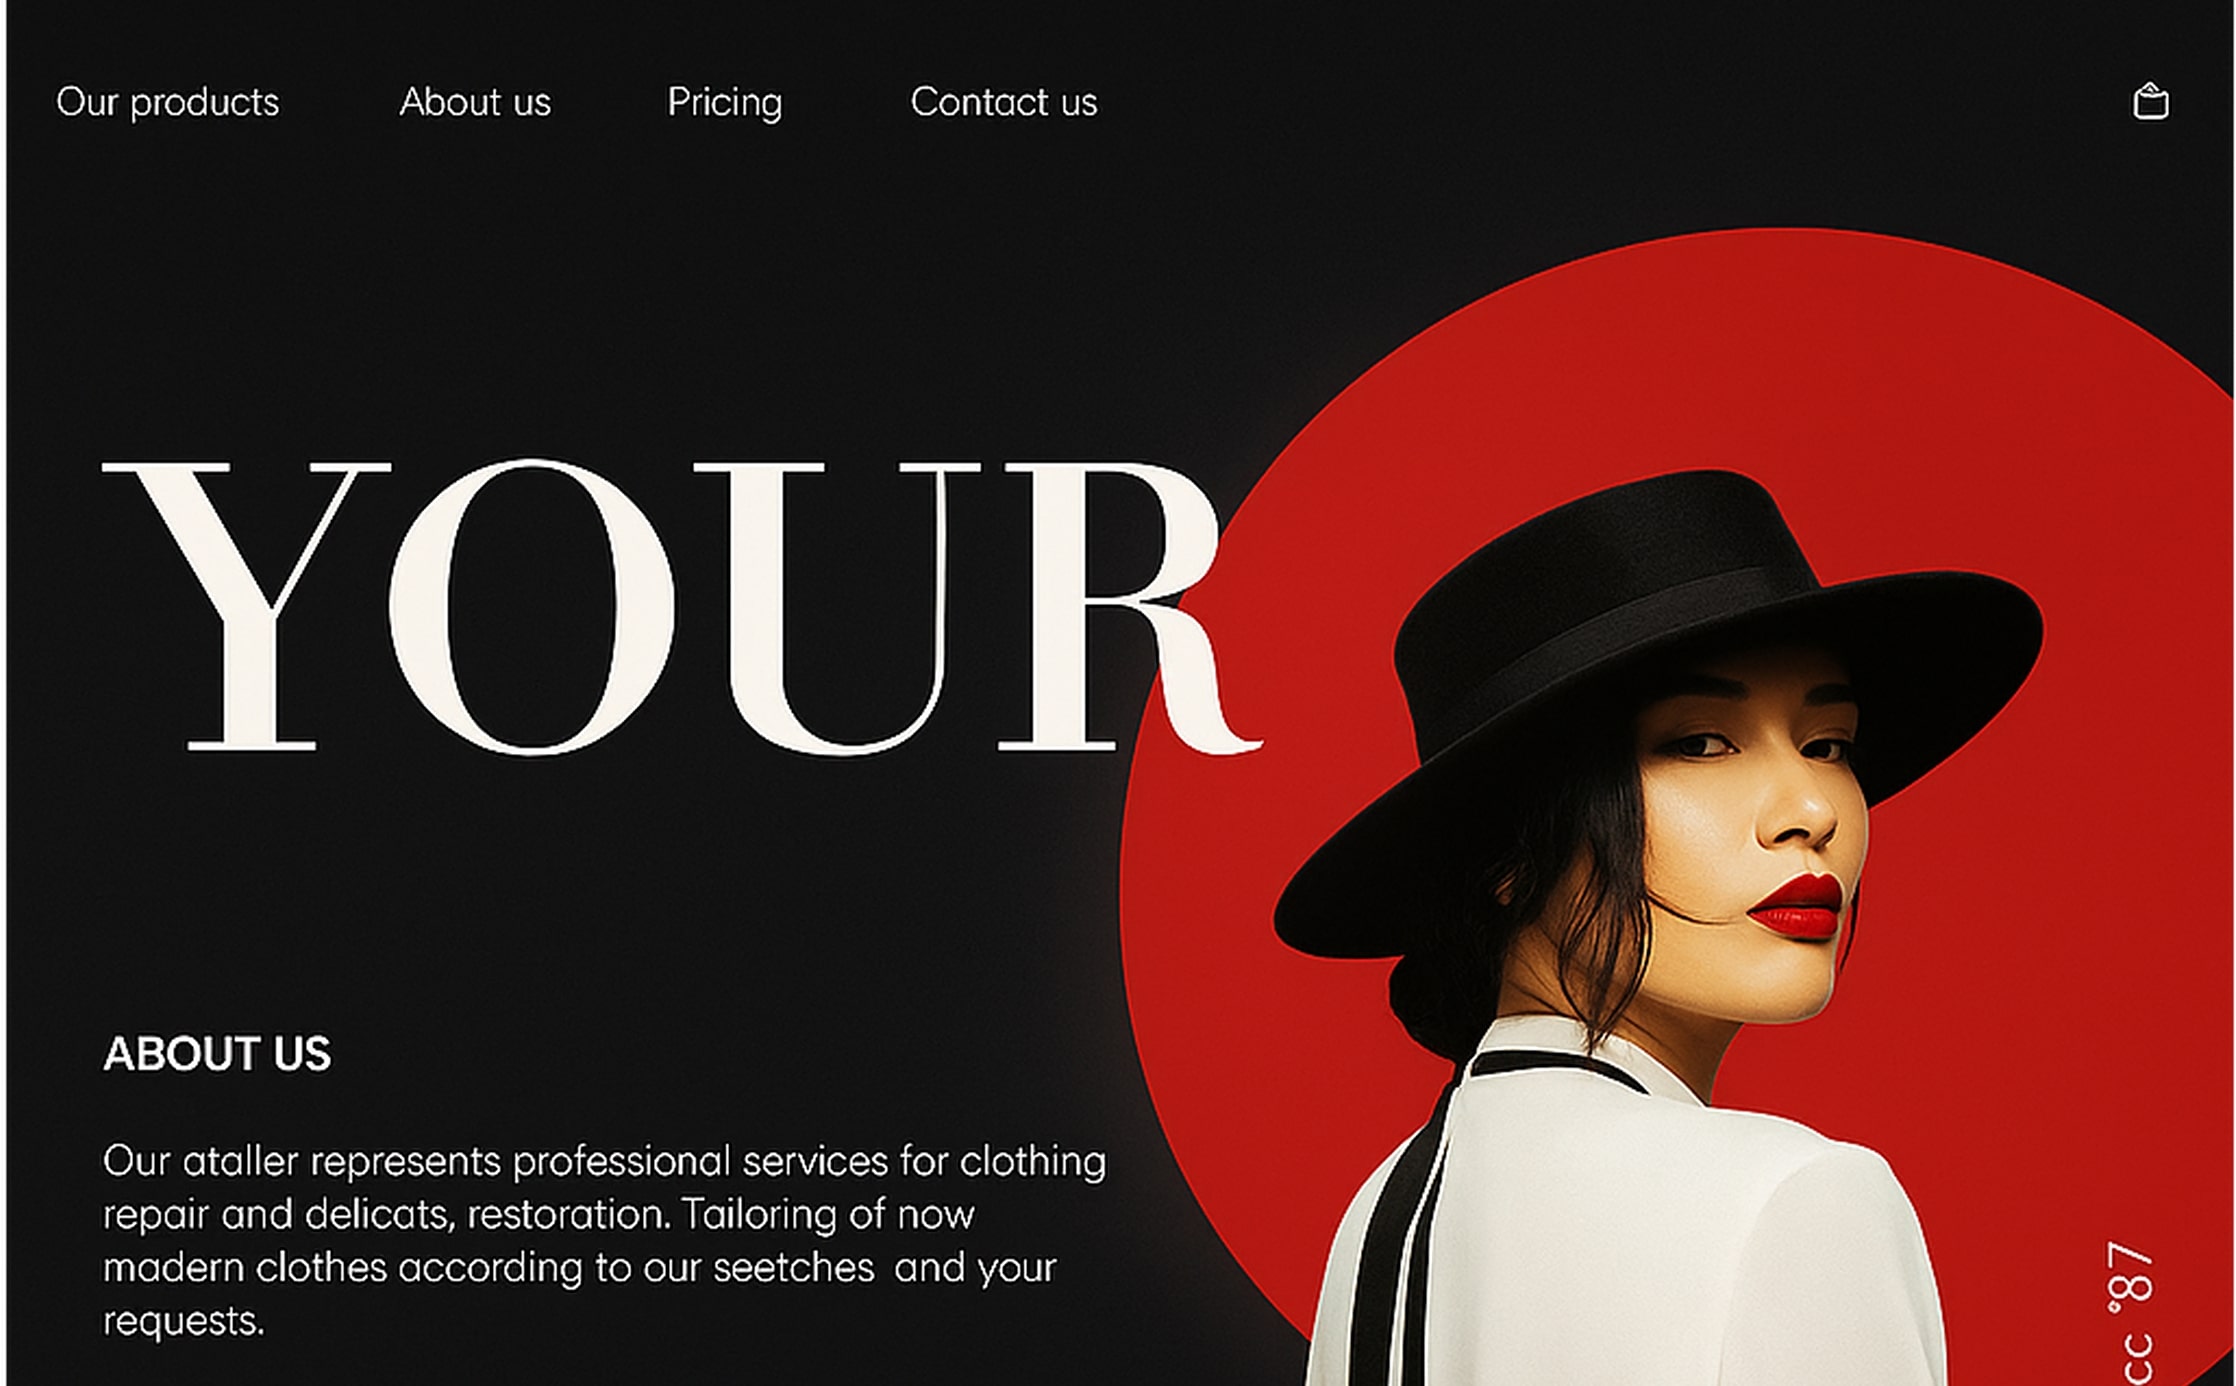 Our products About us Pricing Contact us
YOUR
ABOUT US
Our ataller represents professional services for clothing
repair and delicats, restoration. Tailoring of now
madern clothes according to our seetches and your
requests.
cc °87